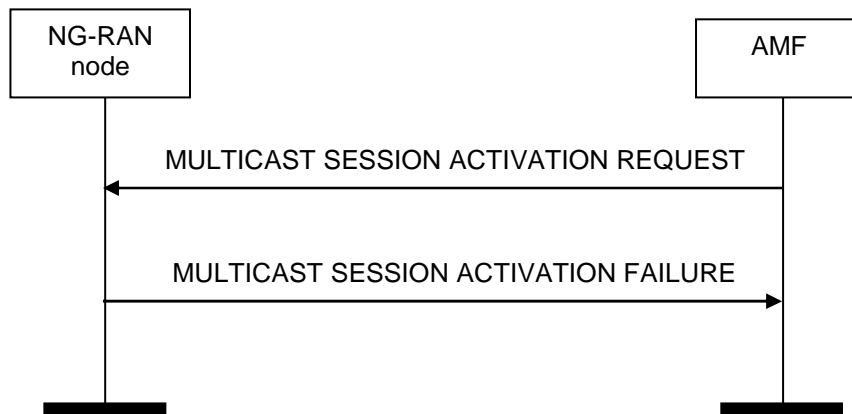 NG-RAN
node
AMF
MULTICAST SESSION ACTIVATION REQUEST
MULTICAST SESSION ACTIVATION FAILURE